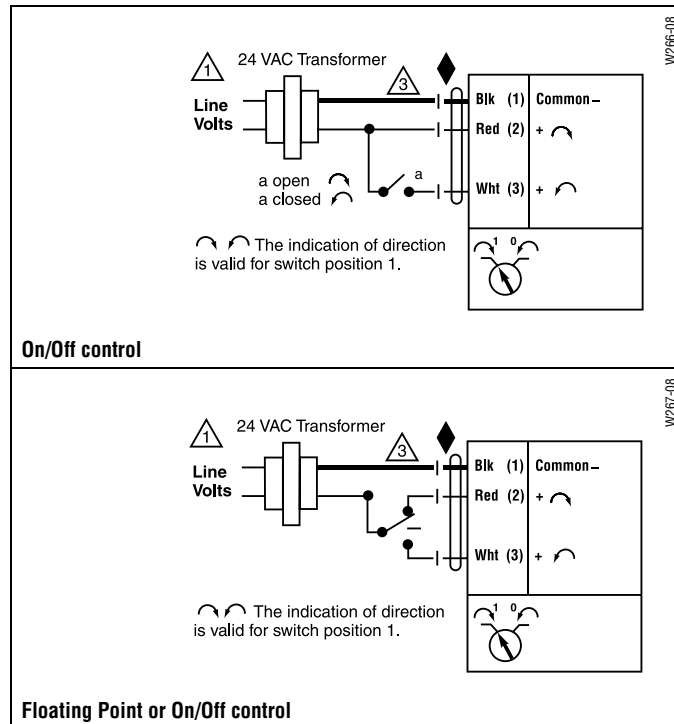 W266-08
1 24 VAC Transformer
3
Line
Volts
Blk (1) Common –
Red (2) +
a open
a closed
a
Wht (3) +
The indication of direction
is valid for switch position 1.
1 0
On/Off control
W267-08
1 24 VAC Transformer
3
Line
Volts
Blk (1) Common –
Red (2) +
Wht (3) +
The indication of direction
is valid for switch position 1.
1 0
Floating Point or On/Off control